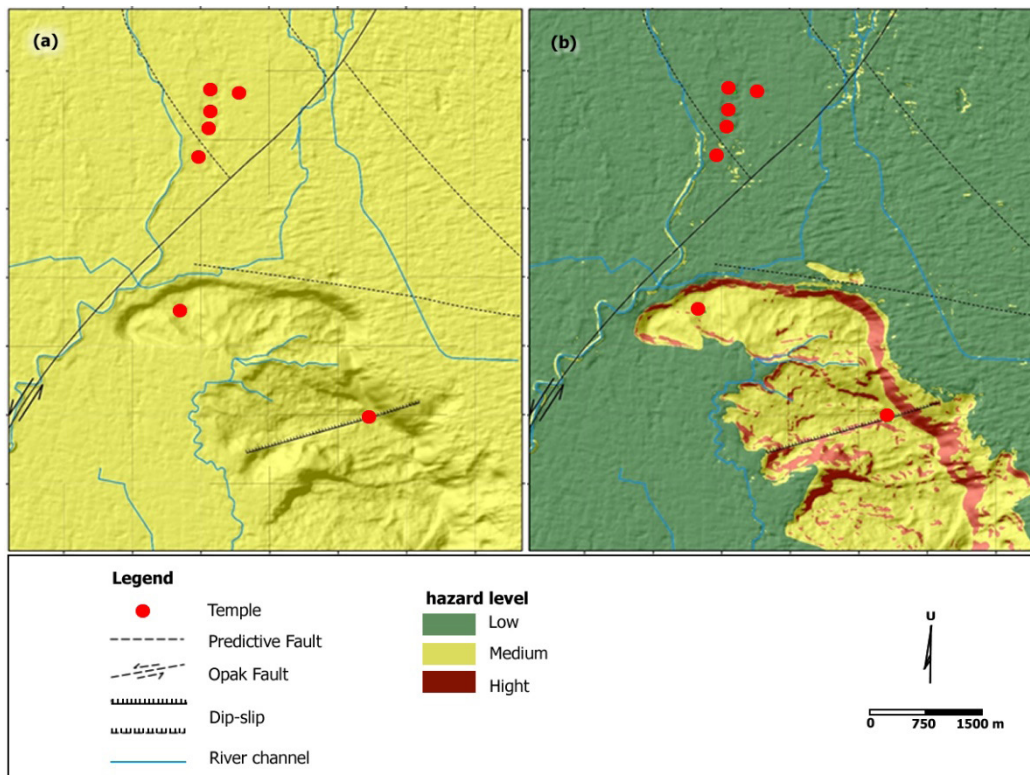 (a)
(b)
Legend
Temple
Predictive Fault
Opak Fault
Dip-slip
River channel
hazard level
Low
Medium
Hight
U
0 750 1500 m